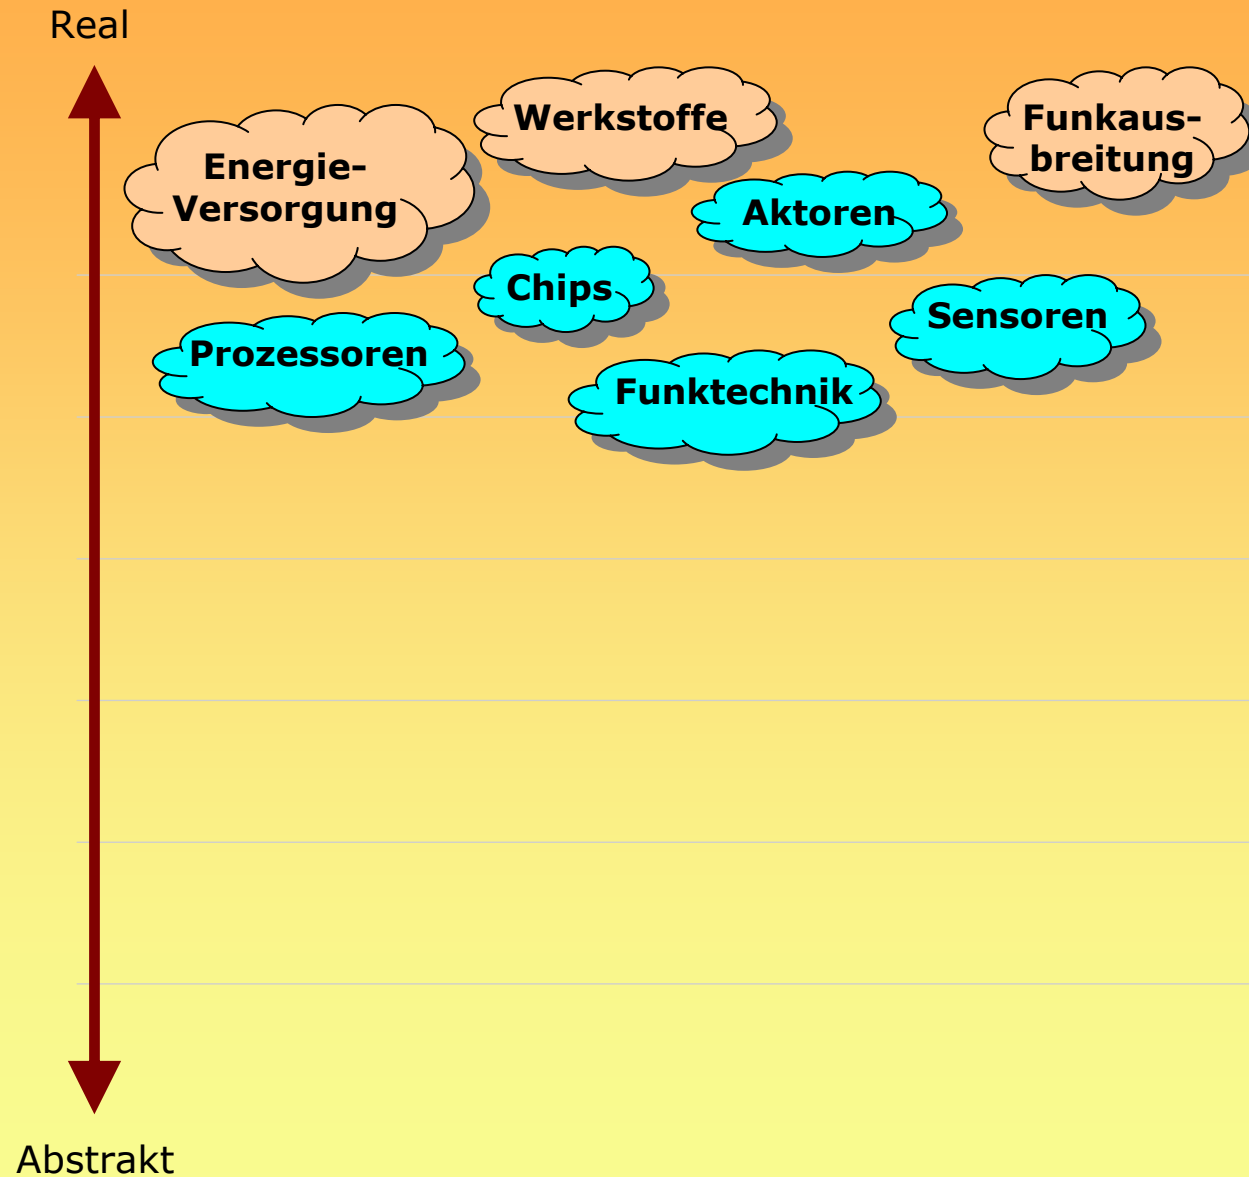 Real
Werkstoffe
Funkaus-
breitung
Energie-
Versorgung
Aktoren
Chips
Sensoren
Prozessoren
Funktechnik
Abstrakt